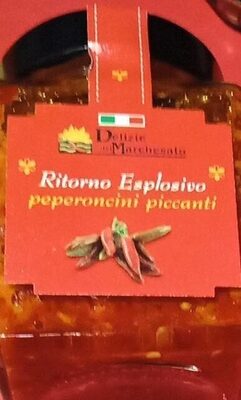 Delizie
del Marchesato
Ritorno Esplosivo
peperoncini piccanti